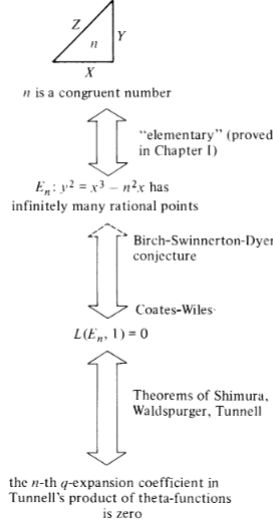 Z
Y
n
X
n is a congruent number
"elementary" (proved
in Chapter I)
Eₙ: y² = x³ − n²x has
infinitely many rational points
Birch-Swinnerton-Dyer
conjecture
Coates-Wiles
L(Eₙ, 1) = 0
Theorems of Shimura,
Waldspurger, Tunnell
the n-th q-expansion coefficient in
Tunnell's product of theta-functions
is zero